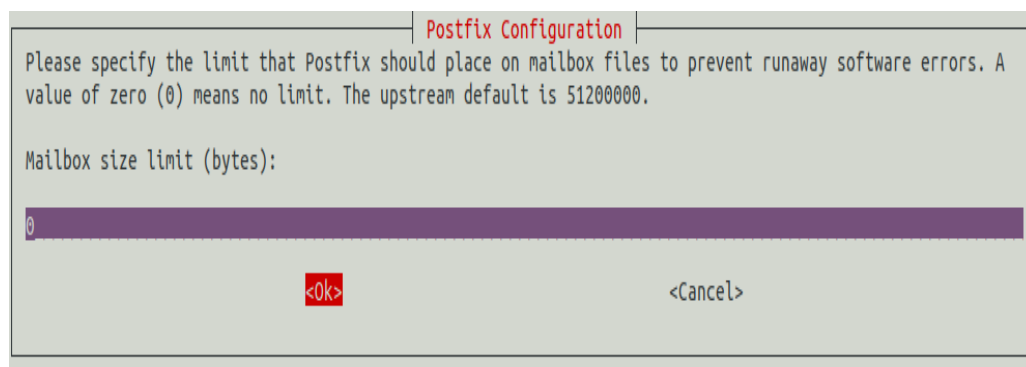 Postfix Configuration
Please specify the limit that Postfix should place on mailbox files to prevent runaway software errors. A
value of zero (0) means no limit. The upstream default is 51200000.
Mailbox size limit (bytes):
0
<Ok> <Cancel>